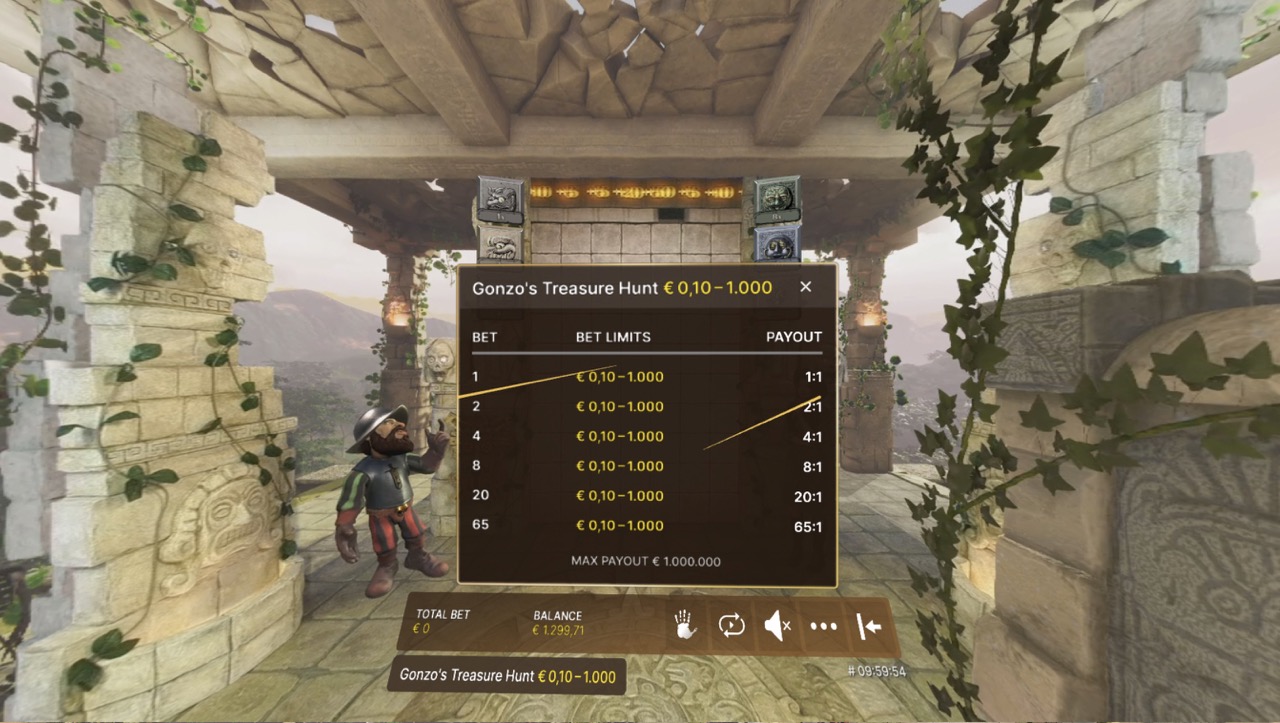 1x
8x
Gonzo's Treasure Hunt € 0,10 – 1.000
BET BET LIMITS PAYOUT
1 € 0,10 – 1.000 1:1
2 € 0,10 – 1.000 2:1
4 € 0,10 – 1.000 4:1
8 € 0,10 – 1.000 8:1
20 € 0,10 – 1.000 20:1
65 € 0,10 – 1.000 65:1
MAX PAYOUT € 1.000.000
TOTAL BET BALANCE
€ 0 € 1.299,71
Gonzo's Treasure Hunt € 0,10 – 1.000
# 09:59:54